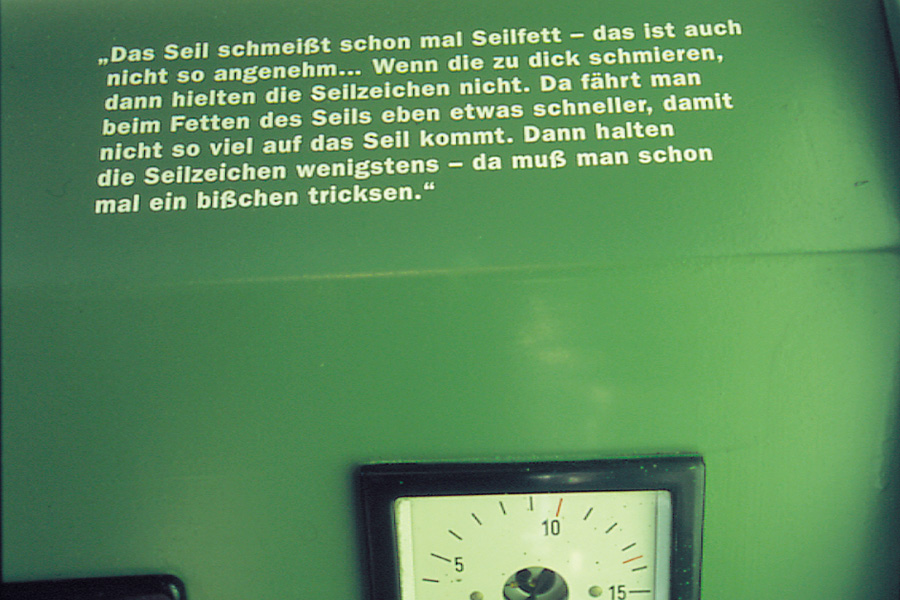 „Das Seil schmeißt schon mal Seilfett – das ist auch
nicht so angenehm... Wenn die zu dick schmieren,
dann hielten die Seilzeichen nicht. Da fährt man
beim Fetten des Seils eben etwas schneller, damit
nicht so viel auf das Seil kommt. Dann halten
die Seilzeichen wenigstens – da muß man schon
mal ein bißchen tricksen.“
10
5
15